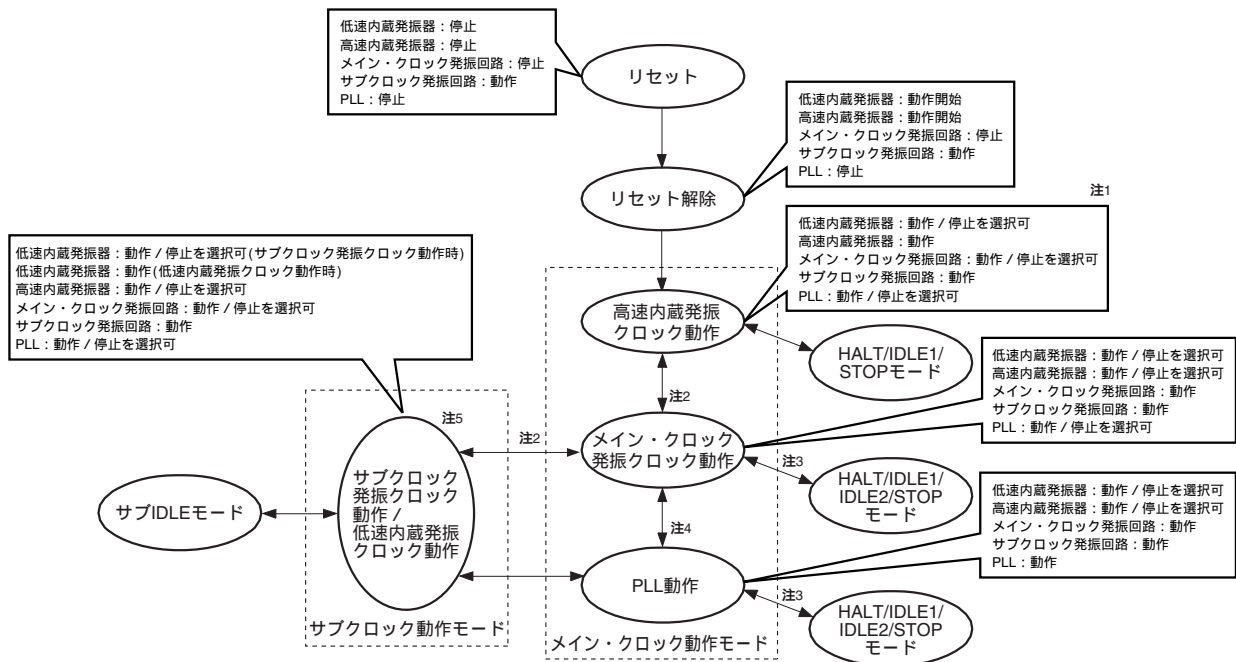 低速内蔵発振器：停止
高速内蔵発振器：停止
メイン・クロック発振回路：停止
サブクロック発振回路：動作
PLL：停止
リセット
低速内蔵発振器：動作開始
高速内蔵発振器：動作開始
メイン・クロック発振回路：停止
サブクロック発振回路：動作
PLL：停止
リセット解除
注1
低速内蔵発振器：動作 / 停止を選択可
高速内蔵発振器：動作
メイン・クロック発振回路：動作 / 停止を選択可
サブクロック発振回路：動作
PLL：動作 / 停止を選択可
低速内蔵発振器：動作 / 停止を選択可(サブクロック発振クロック動作時)
低速内蔵発振器：動作(低速内蔵発振クロック動作時)
高速内蔵発振器：動作 / 停止を選択可
メイン・クロック発振回路：動作 / 停止を選択可
サブクロック発振回路：動作
PLL：動作 / 停止を選択可
高速内蔵発振
クロック動作
HALT/IDLE1/
STOPモード
低速内蔵発振器：動作 / 停止を選択可
高速内蔵発振器：動作 / 停止を選択可
メイン・クロック発振回路：動作
サブクロック発振回路：動作
PLL：動作 / 停止を選択可
注2
注5
注2
メイン・クロック
発振クロック動作
注3
HALT/IDLE1/
IDLE2/STOP
モード
サブクロック
発振クロック
動作 /
低速内蔵発振
クロック動作
サブIDLEモード
低速内蔵発振器：動作 / 停止を選択可
高速内蔵発振器：動作 / 停止を選択可
メイン・クロック発振回路：動作
サブクロック発振回路：動作
PLL：動作
注4
PLL動作
注3
HALT/IDLE1/
IDLE2/STOP
モード
サブクロック動作モード
メイン・クロック動作モード